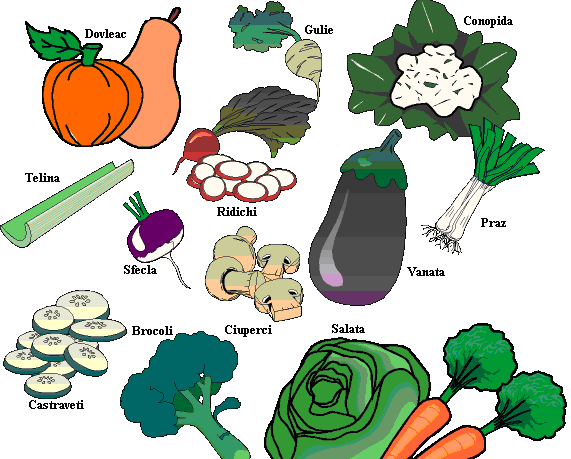 Dovleac
Gulie
Conopida
Telina
Ridichi
Praz
Sfecla
Vanata
Brocoli
Ciuperci
Salata
Castraveti